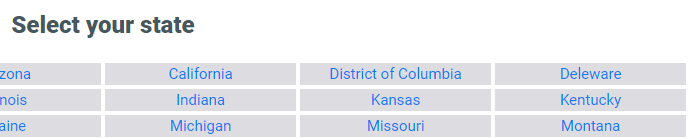 Select your state
zona California District of Columbia Deleware
nois Indiana Kansas Kentucky
aine Michigan Missouri Montana